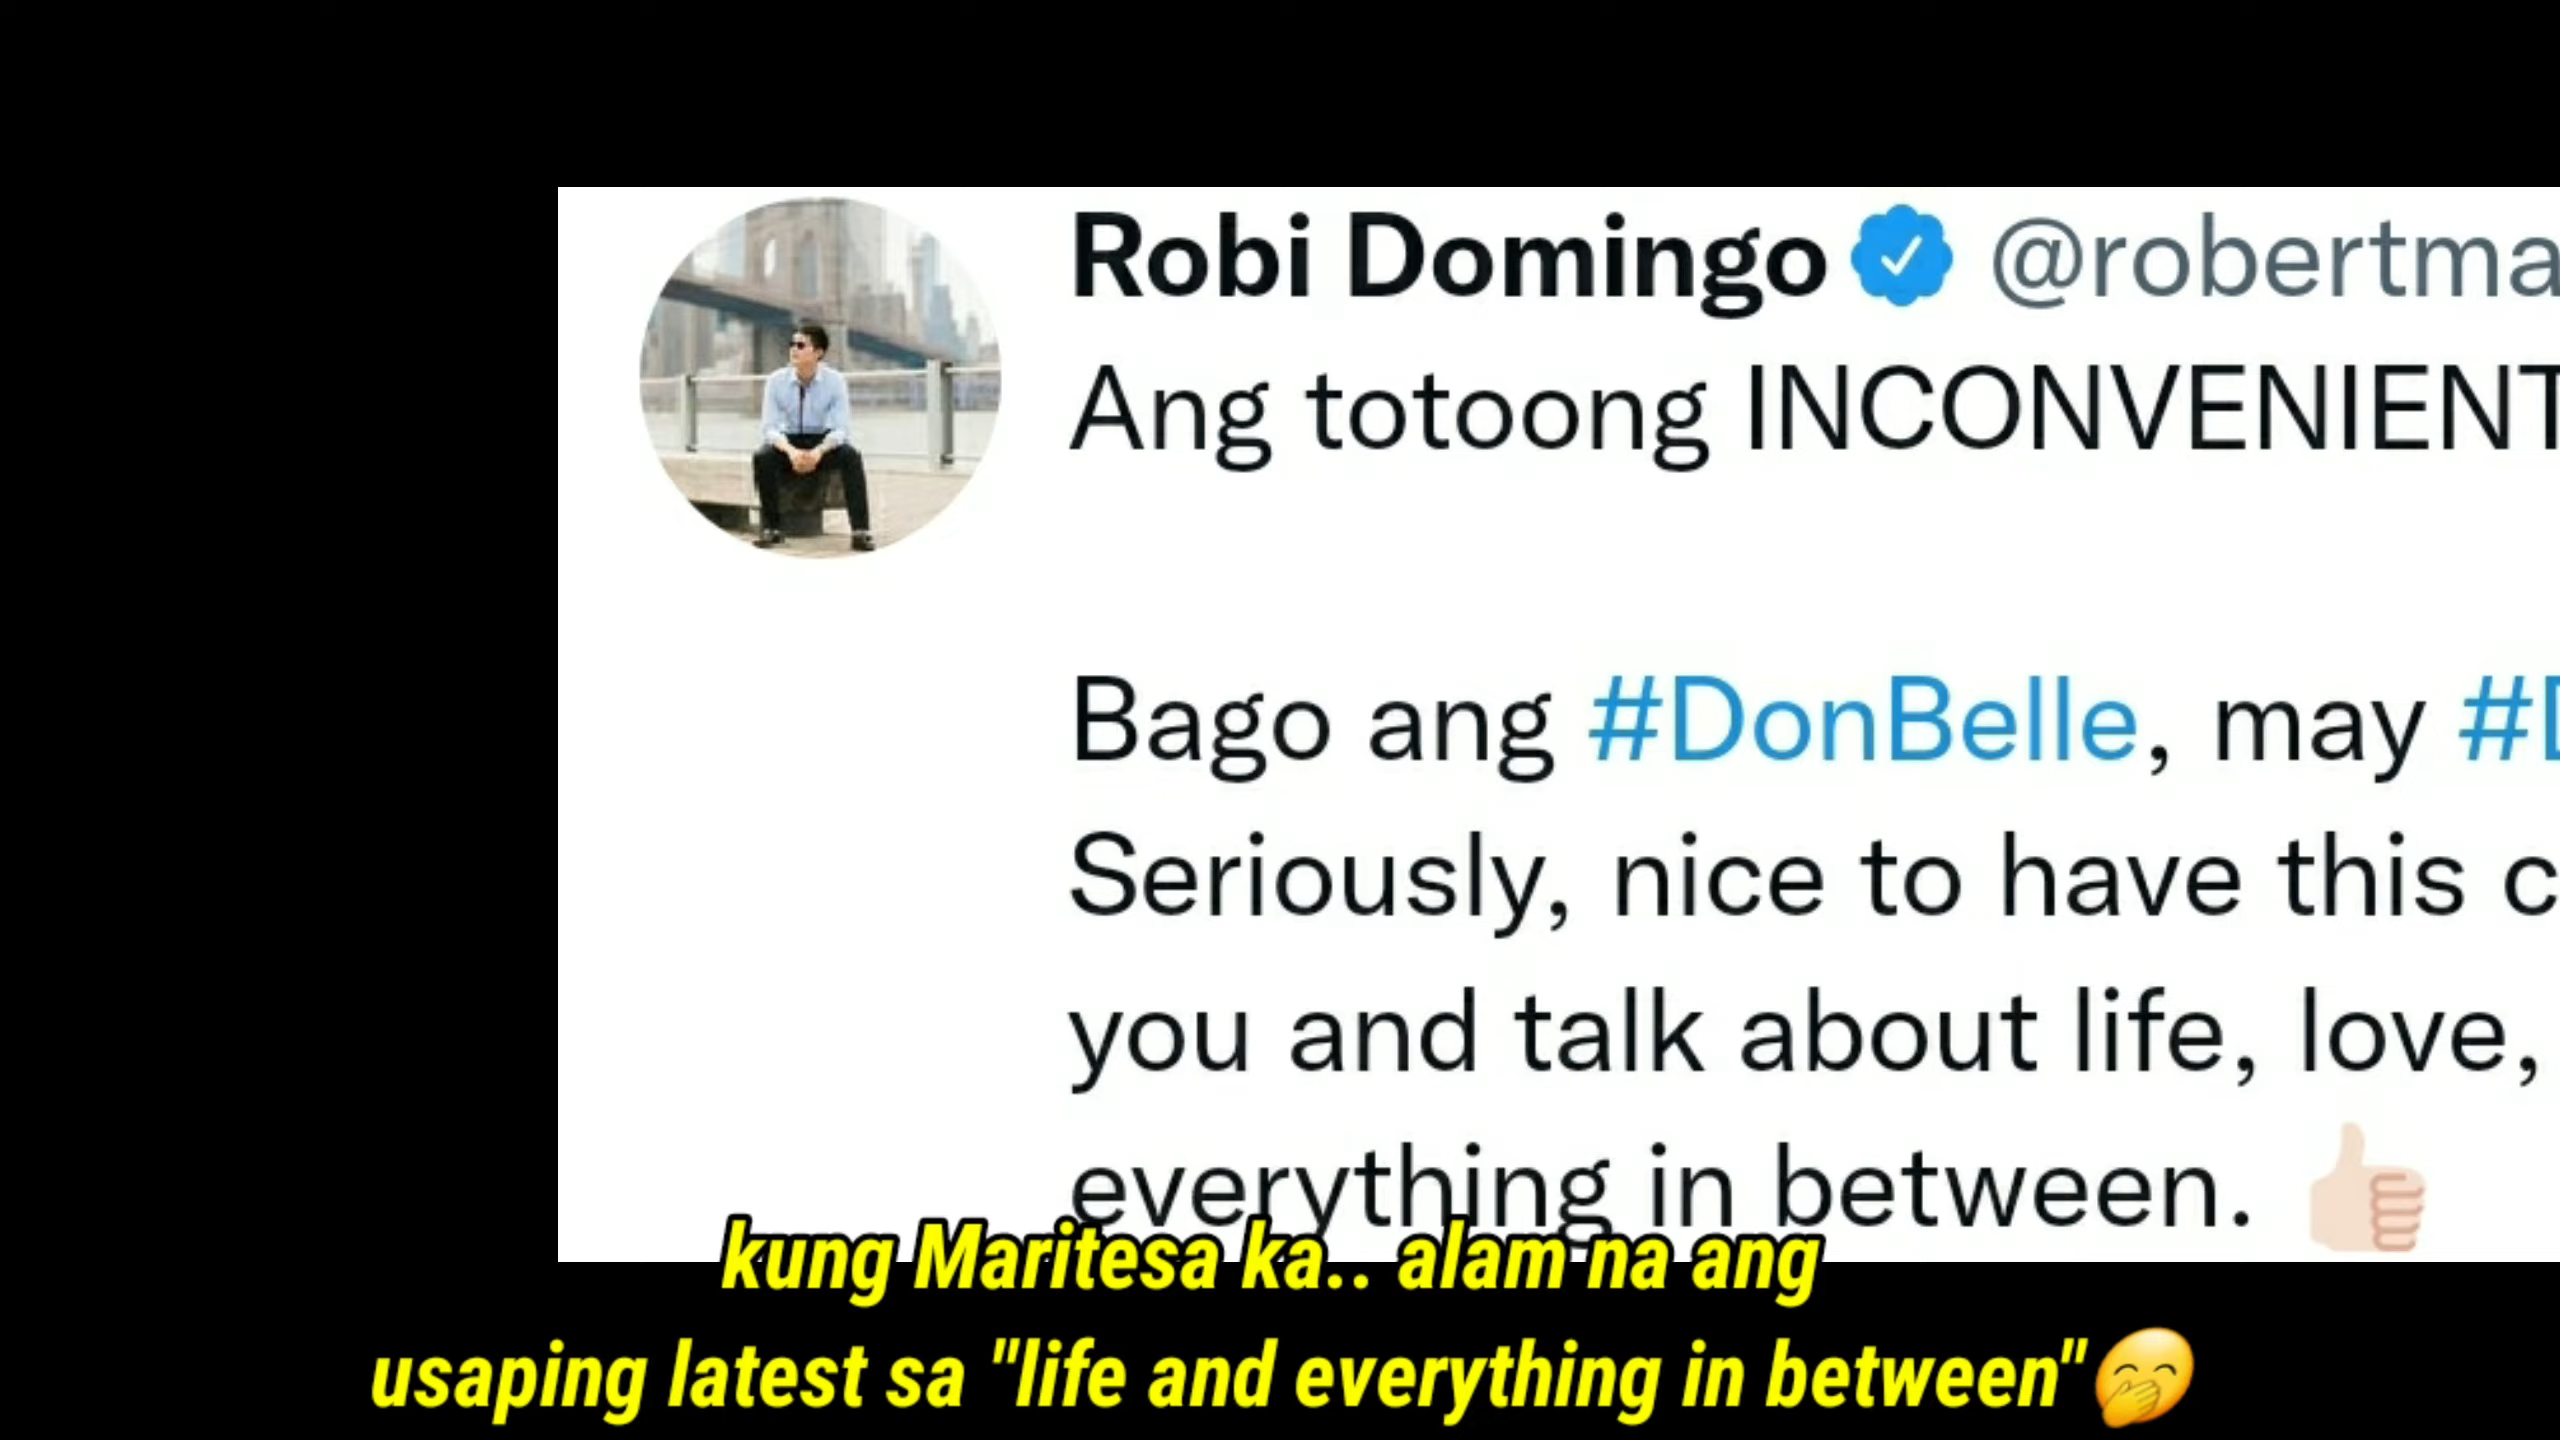 Robi Domingo @robertma
Ang totoong INCONVENIENT
Bago ang #DonBelle, may #D
Seriously, nice to have this c
you and talk about life, love,
everything in between. 👍🏻
kung Maritesa ka.. alam na ang
usaping latest sa "life and everything in between"🤭